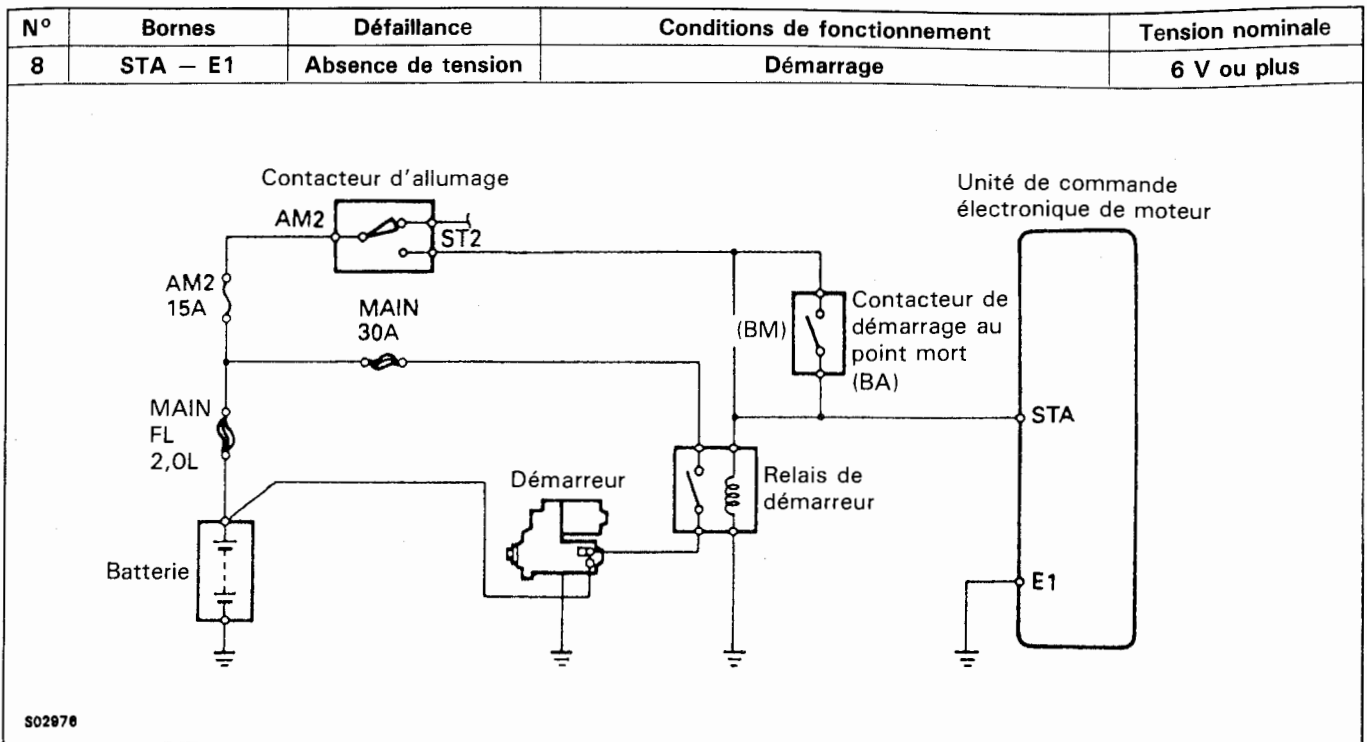 N° Bornes Défaillance Conditions de fonctionnement Tension nominale
8 STA — E1 Absence de tension Démarrage 6 V ou plus
Contacteur d'allumage
Unité de commande
électronique de moteur
AM2
ST2
AM2
15A
MAIN
30A
(BM)
Contacteur de
démarrage au
point mort
(BA)
MAIN
FL
2,0L
STA
Démarreur
Relais de
démarreur
Batterie
E1
S02976